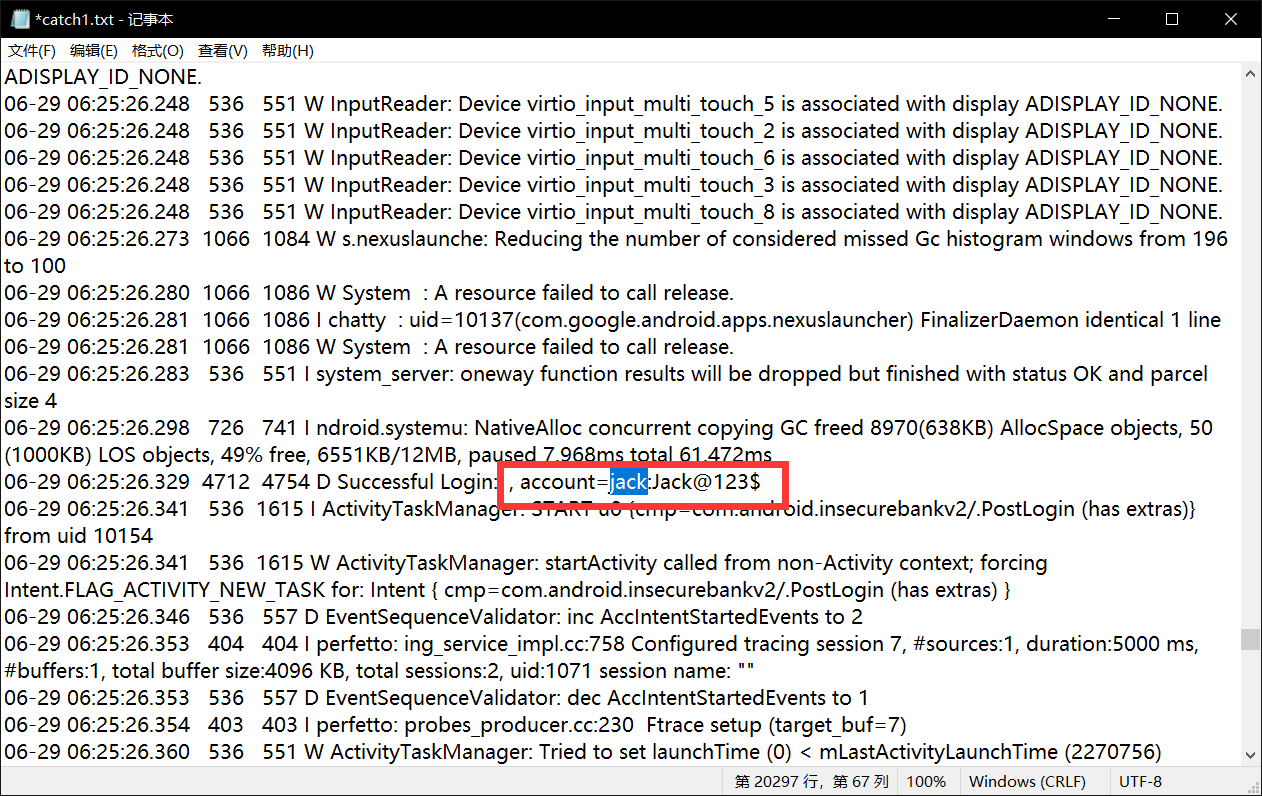 *catch1.txt - 记事本
文件(F) 编辑(E) 格式(O) 查看(V) 帮助(H)
ADISPLAY_ID_NONE.
06-29 06:25:26.248 536 551 W InputReader: Device virtio_input_multi_touch_5 is associated with display ADISPLAY_ID_NONE.
06-29 06:25:26.248 536 551 W InputReader: Device virtio_input_multi_touch_2 is associated with display ADISPLAY_ID_NONE.
06-29 06:25:26.248 536 551 W InputReader: Device virtio_input_multi_touch_6 is associated with display ADISPLAY_ID_NONE.
06-29 06:25:26.248 536 551 W InputReader: Device virtio_input_multi_touch_3 is associated with display ADISPLAY_ID_NONE.
06-29 06:25:26.248 536 551 W InputReader: Device virtio_input_multi_touch_8 is associated with display ADISPLAY_ID_NONE.
06-29 06:25:26.273 1066 1084 W s.nexuslaunche: Reducing the number of considered missed Gc histogram windows from 196
to 100
06-29 06:25:26.280 1066 1086 W System : A resource failed to call release.
06-29 06:25:26.281 1066 1086 I chatty : uid=10137(com.google.android.apps.nexuslauncher) FinalizerDaemon identical 1 line
06-29 06:25:26.281 1066 1086 W System : A resource failed to call release.
06-29 06:25:26.283 536 551 I system_server: oneway function results will be dropped but finished with status OK and parcel
size 4
06-29 06:25:26.298 726 741 I ndroid.systemu: NativeAlloc concurrent copying GC freed 8970(638KB) AllocSpace objects, 50
(1000KB) LOS objects, 49% free, 6551KB/12MB, paused 7.968ms total 61.472ms
06-29 06:25:26.329 4712 4754 D Successful Login: , account=jack:Jack@123$
06-29 06:25:26.341 536 1615 I ActivityTaskManager: START u0 {cmp=com.android.insecurebankv2/.PostLogin (has extras)}
from uid 10154
06-29 06:25:26.341 536 1615 W ActivityTaskManager: startActivity called from non-Activity context; forcing
Intent.FLAG_ACTIVITY_NEW_TASK for: Intent { cmp=com.android.insecurebankv2/.PostLogin (has extras) }
06-29 06:25:26.346 536 557 D EventSequenceValidator: inc AccIntentStartedEvents to 2
06-29 06:25:26.353 404 404 I perfetto: ing_service_impl.cc:758 Configured tracing session 7, #sources:1, duration:5000 ms,
#buffers:1, total buffer size:4096 KB, total sessions:2, uid:1071 session name: ""
06-29 06:25:26.353 536 557 D EventSequenceValidator: dec AccIntentStartedEvents to 1
06-29 06:25:26.354 403 403 I perfetto: probes_producer.cc:230 Ftrace setup (target_buf=7)
06-29 06:25:26.360 536 551 W ActivityTaskManager: Tried to set launchTime (0) < mLastActivityLaunchTime (2270756)
第 20297 行，第 67 列 100% Windows (CRLF) UTF-8